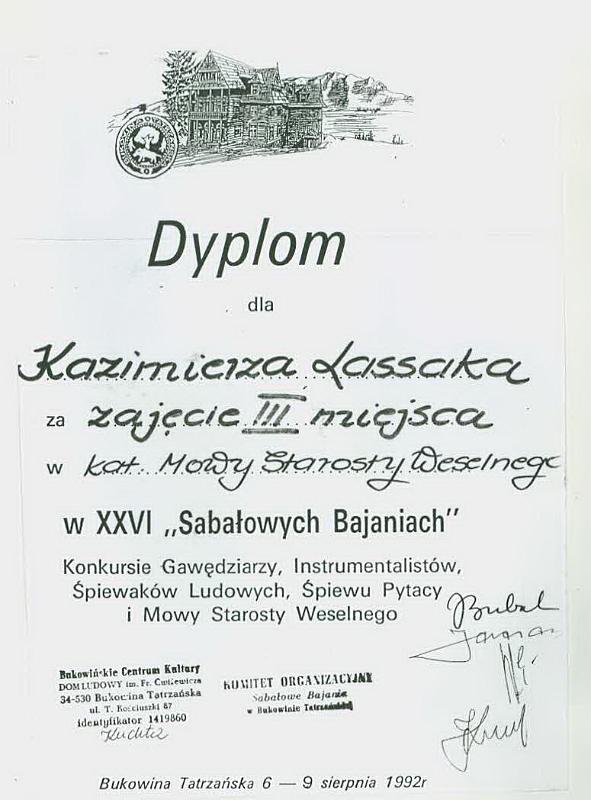 Dyplom
dla
Kazimierza Lassaka
za zajęcie III miejsca
w kat. Mowy Starosty Weselnego
w XXVI „Sabałowych Bajaniach”
Konkursie Gawędziarzy, Instrumentalistów,
Śpiewaków Ludowych, Śpiewu Pytacy
i Mowy Starosty Weselnego
Bukowińskie Centrum Kultury
DOM LUDOWY im. Fr. Ćwiżewicza
34-530 Bukowina Tatrzańska
ul. T. Kościuszki 87
identyfikator 1419860
KOMITET ORGANIZACYJNY
Sabałowe Bajania
w Bukowinie Tatrzańskiej
Bukowina Tatrzańska 6 — 9 sierpnia 1992r